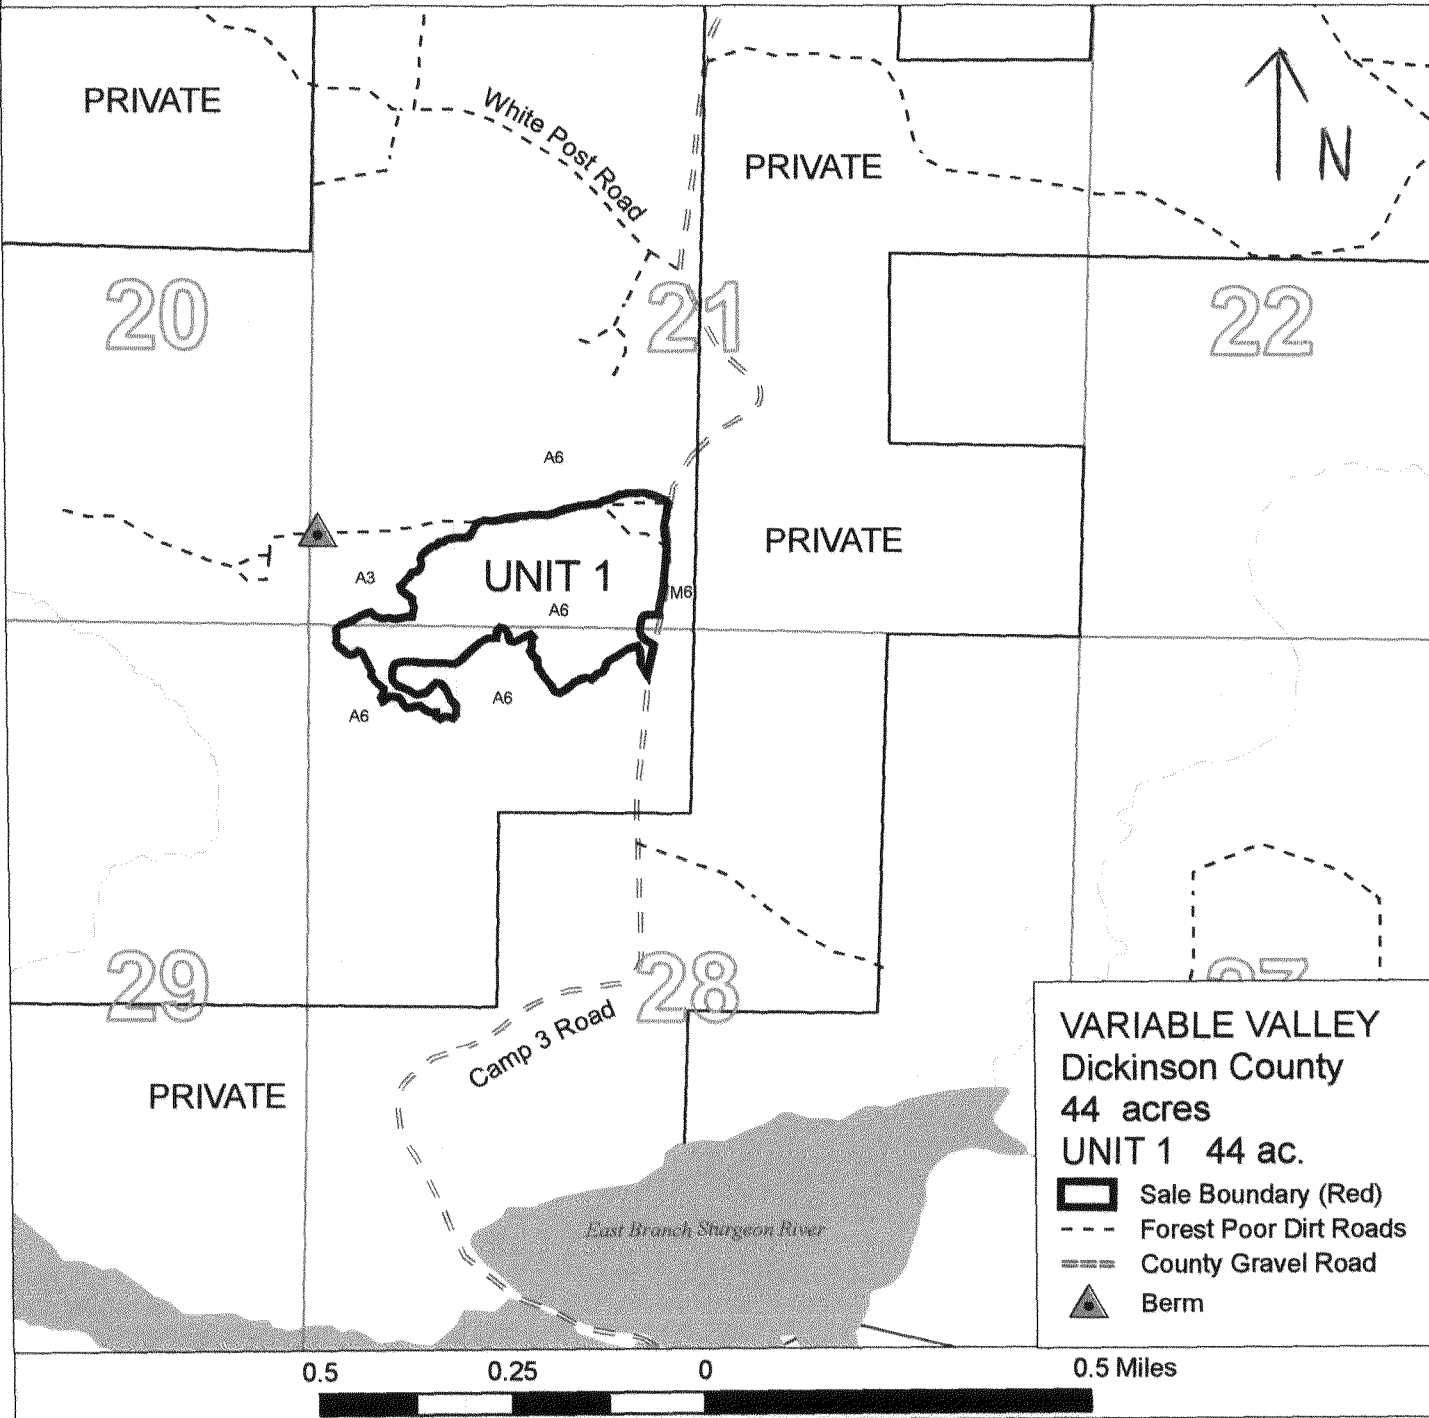 PRIVATE
White Post Road
PRIVATE
N
20
21
22
A6
PRIVATE
A3
UNIT 1
A6
M6
A6
A6
29
28
27
Camp 3 Road
PRIVATE
East Branch Sturgeon River
VARIABLE VALLEY
Dickinson County
44 acres
UNIT 1 44 ac.
Sale Boundary (Red)
Forest Poor Dirt Roads
County Gravel Road
Berm
0.5 0.25 0 0.5 Miles